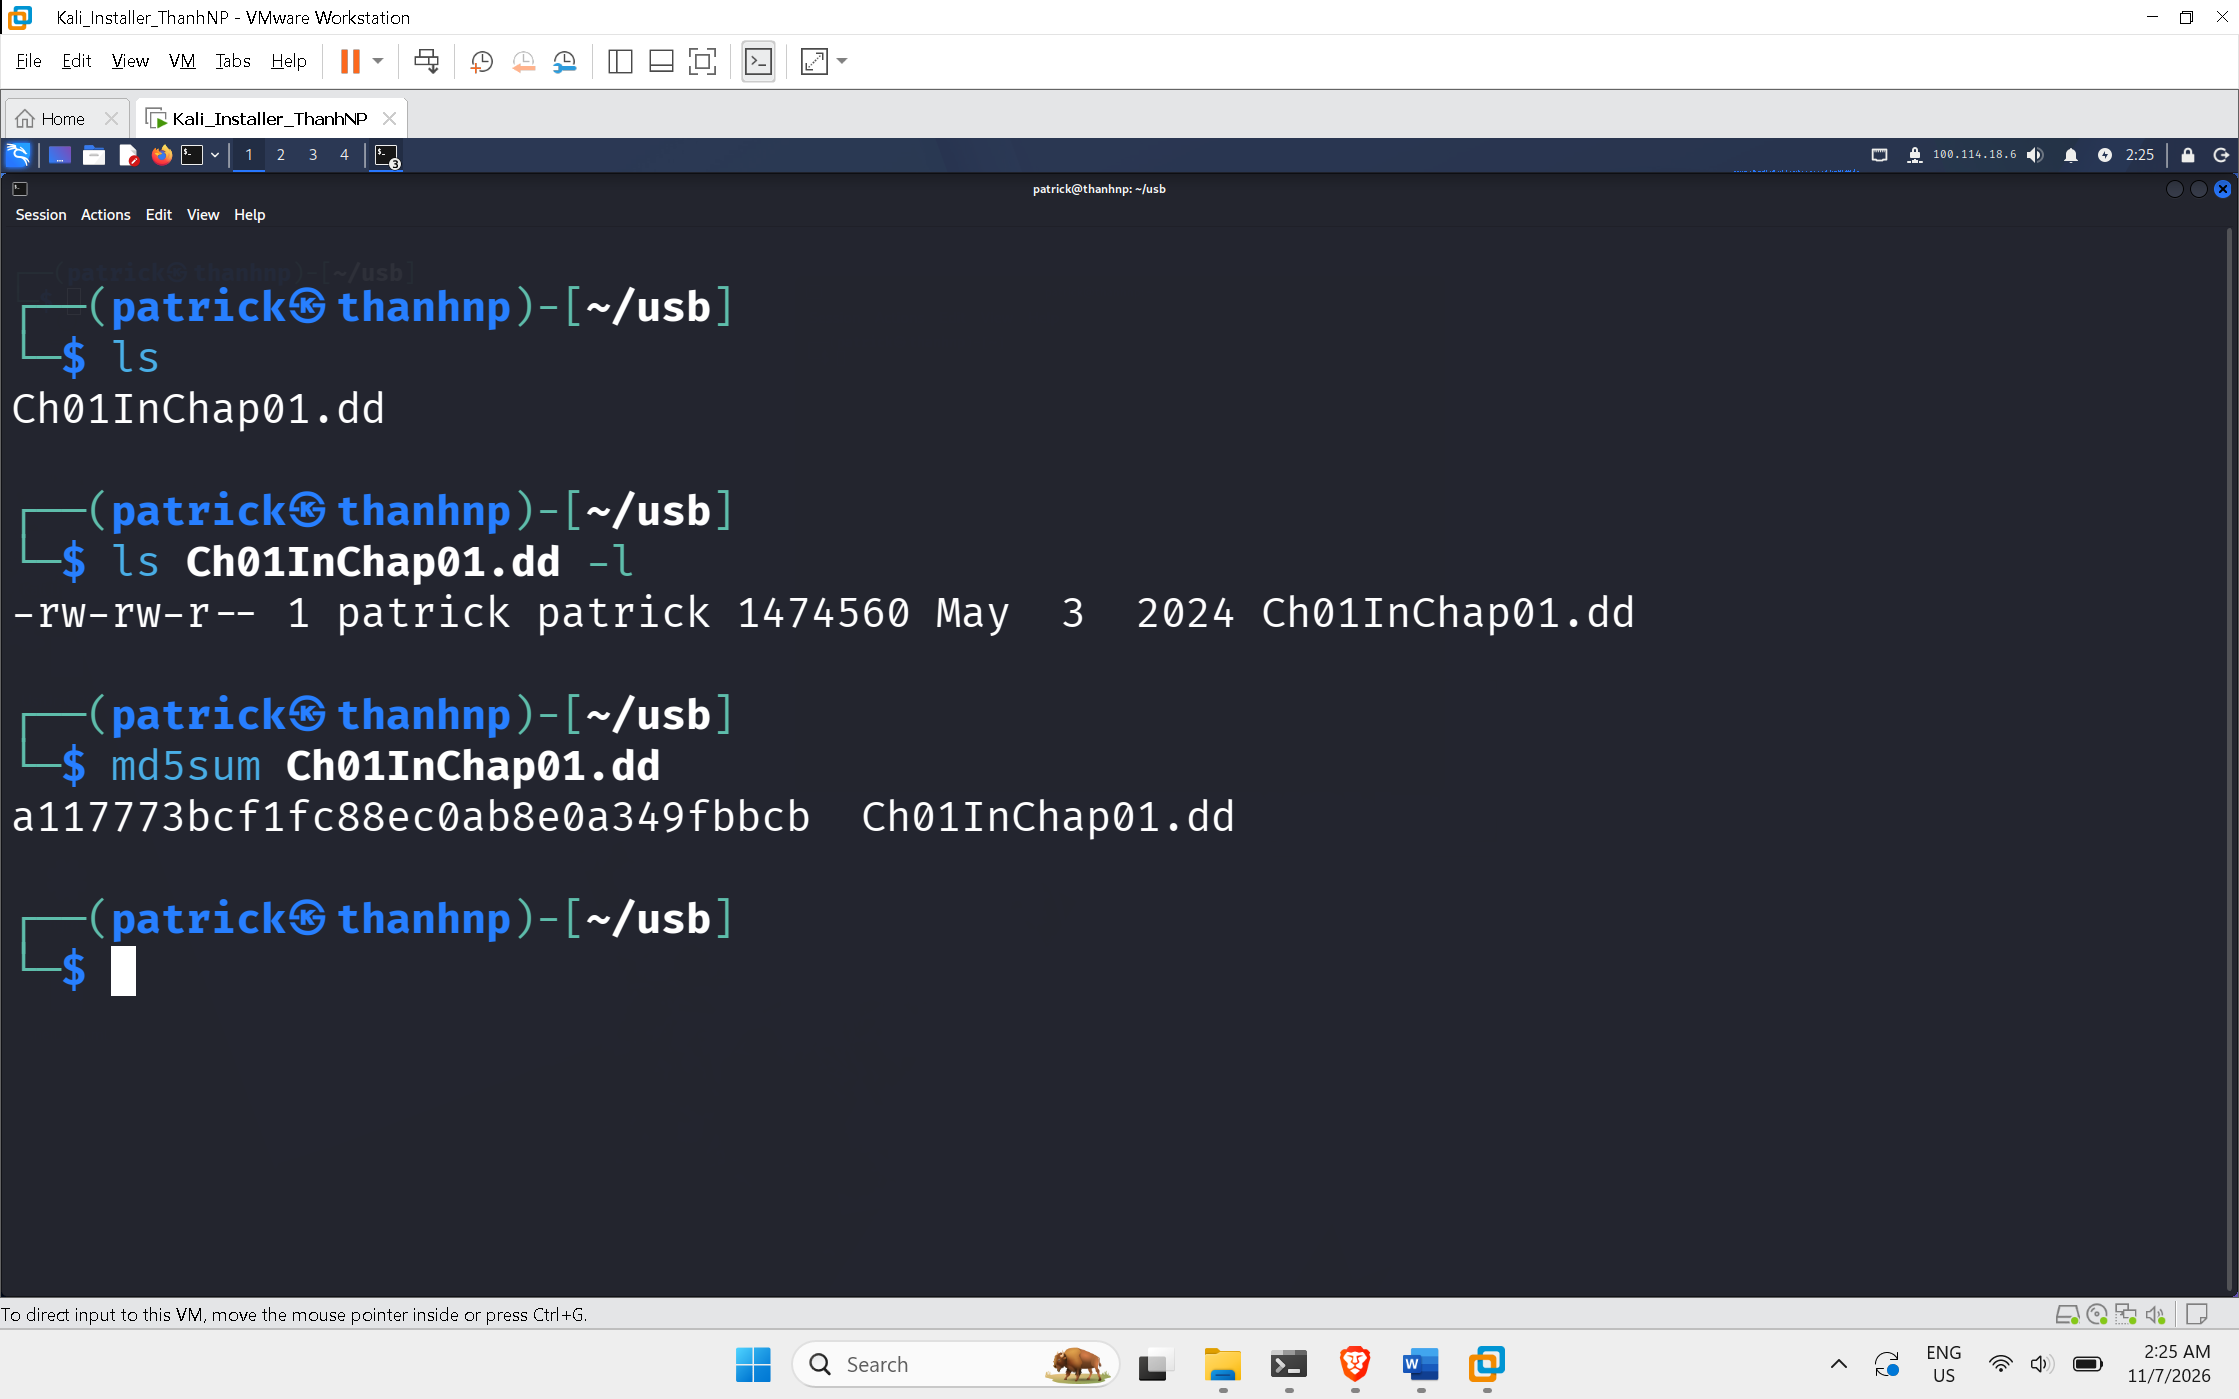 Kali_Installer_ThanhNP - VMware Workstation
File Edit View VM Tabs Help
Home Kali_Installer_ThanhNP
1 2 3 4 3 100.114.18.6 2:25
patrick@thanhnp: ~/usb
Session Actions Edit View Help
┌──(patrick㉿thanhnp)-[~/usb]
└─$ ls
Ch01InChap01.dd
┌──(patrick㉿thanhnp)-[~/usb]
└─$ ls Ch01InChap01.dd -l
-rw-rw-r-- 1 patrick patrick 1474560 May  3  2024 Ch01InChap01.dd
┌──(patrick㉿thanhnp)-[~/usb]
└─$ md5sum Ch01InChap01.dd
a117773bcf1fc88ec0ab8e0a349fbbcb  Ch01InChap01.dd
┌──(patrick㉿thanhnp)-[~/usb]
└─$
To direct input to this VM, move the mouse pointer inside or press Ctrl+G.
Search ENG US 2:25 AM
11/7/2026